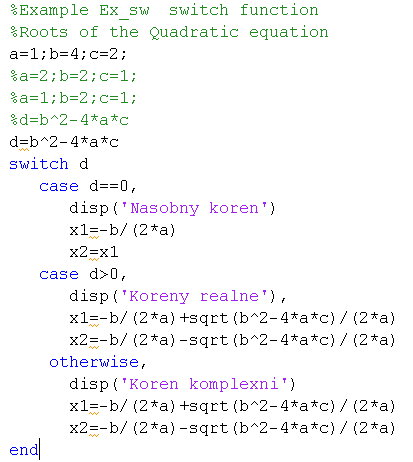 %Example Ex_sw  switch function
%Roots of the Quadratic equation
a=1;b=4;c=2;
%a=2;b=2;c=1;
%a=1;b=2;c=1;
%d=b^2-4*a*c
d=b^2-4*a*c
switch d
   case d==0,
      disp('Nasobny koren')
      x1=-b/(2*a)
      x2=x1
   case d>0,
      disp('Koreny realne'),
      x1=-b/(2*a)+sqrt(b^2-4*a*c)/(2*a)
      x2=-b/(2*a)-sqrt(b^2-4*a*c)/(2*a)
    otherwise,
      disp('Koren komplexni')
      x1=-b/(2*a)+sqrt(b^2-4*a*c)/(2*a)
      x2=-b/(2*a)-sqrt(b^2-4*a*c)/(2*a)
end